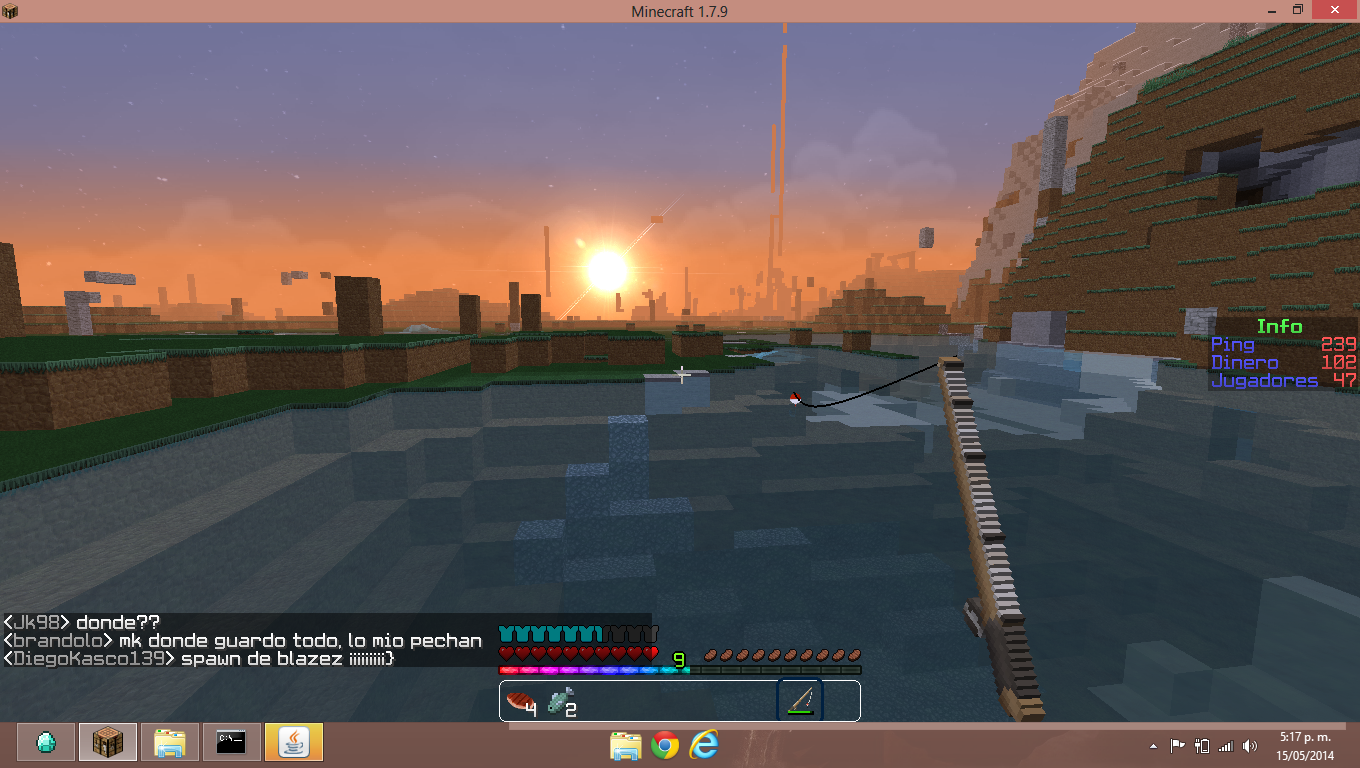 Minecraft 1.7.9
Info
Ping 239
Dinero 102
Jugadores 47
<Jk98> donde??
<brandolo> mk donde guardo todo, lo mio pechan
<DiegoKasco139> spawn de blazez ¡¡¡¡¡¡¡¡¡}
9
4
2
C:\_
5:17 p. m.
15/05/2014